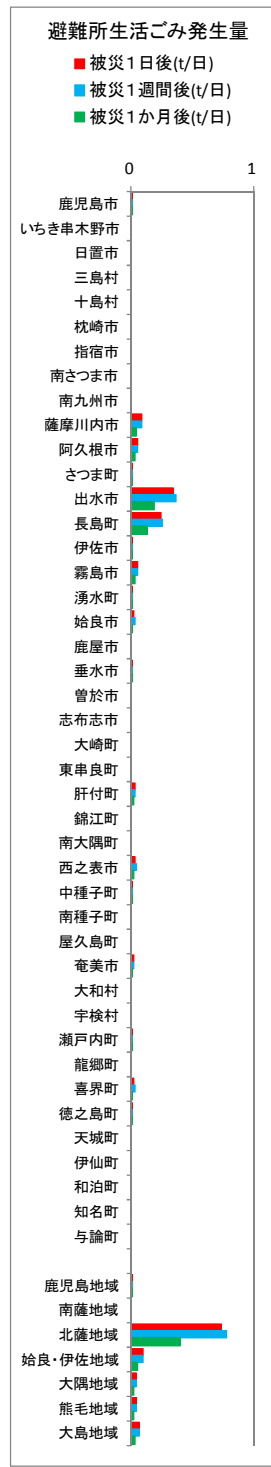 避難所生活ごみ発生量
被災１日後(t/日)
被災１週間後(t/日)
被災１か月後(t/日)
0 1
鹿児島市
いちき串木野市
日置市
三島村
十島村
枕崎市
指宿市
南さつま市
南九州市
薩摩川内市
阿久根市
さつま町
出水市
長島町
伊佐市
霧島市
湧水町
姶良市
鹿屋市
垂水市
曽於市
志布志市
大崎町
東串良町
肝付町
錦江町
南大隅町
西之表市
中種子町
南種子町
屋久島町
奄美市
大和村
宇検村
瀬戸内町
龍郷町
喜界町
徳之島町
天城町
伊仙町
和泊町
知名町
与論町
鹿児島地域
南薩地域
北薩地域
姶良・伊佐地域
大隅地域
熊毛地域
大島地域